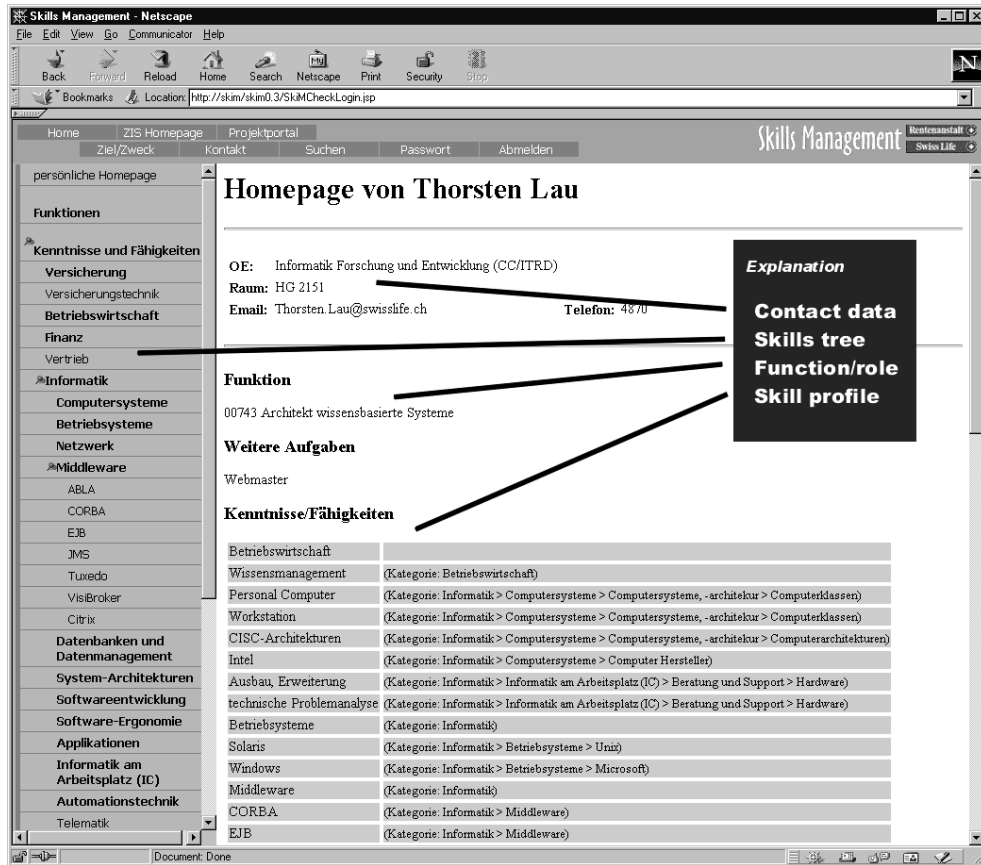 Skills Management - Netscape
File Edit View Go Communicator Help
Back Forward Reload Home Search Netscape Print Security Stop
My
N
Bookmarks Location: http://skim/skim0.3/SkiMCheckLogin.jsp
Home ZIS Homepage Projektportal
Ziel/Zweck Kontakt Suchen Passwort Abmelden
Skills Management
Rentenanstalt
Swiss Life
persönliche Homepage
Funktionen
Kenntnisse und Fähigkeiten
Versicherung
Versicherungstechnik
Betriebswirtschaft
Finanz
Vertrieb
Informatik
Computersysteme
Betriebsysteme
Netzwerk
Middleware
ABLA
CORBA
EJB
JMS
Tuxedo
VisiBroker
Citrix
Datenbanken und
Datenmanagement
System-Architekturen
Softwareentwicklung
Software-Ergonomie
Applikationen
Informatik am
Arbeitsplatz (IC)
Automationstechnik
Telematik
Homepage von Thorsten Lau
OE: Informatik Forschung und Entwicklung (CC/ITRD)
Raum: HG 2151
Email: Thorsten.Lau@swisslife.ch Telefon: 4870
Explanation
Contact data
Skills tree
Function/role
Skill profile
Funktion
00743 Architekt wissensbasierte Systeme
Weitere Aufgaben
Webmaster
Kenntnisse/Fähigkeiten
Betriebswirtschaft
Wissensmanagement (Kategorie: Betriebswirtschaft)
Personal Computer (Kategorie: Informatik > Computersysteme > Computersysteme, -architekur > Computerklassen)
Workstation (Kategorie: Informatik > Computersysteme > Computersysteme, -architekur > Computerklassen)
CISC-Architekturen (Kategorie: Informatik > Computersysteme > Computersysteme, -architekur > Computerarchitekturen)
Intel (Kategorie: Informatik > Computersysteme > Computer Hersteller)
Ausbau, Erweiterung (Kategorie: Informatik > Informatik am Arbeitsplatz (IC) > Beratung und Support > Hardware)
technische Problemanalyse (Kategorie: Informatik > Informatik am Arbeitsplatz (IC) > Beratung und Support > Hardware)
Betriebsysteme (Kategorie: Informatik)
Solaris (Kategorie: Informatik > Betriebsysteme > Unix)
Windows (Kategorie: Informatik > Betriebsysteme > Microsoft)
Middleware (Kategorie: Informatik)
CORBA (Kategorie: Informatik > Middleware)
EJB (Kategorie: Informatik > Middleware)
Document: Done